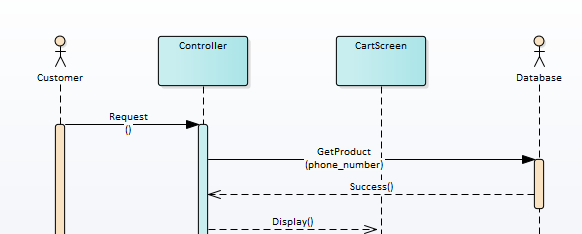 Controller
CartScreen
Customer
Database
Request
()
GetProduct
(phone_number)
Success()
Display()